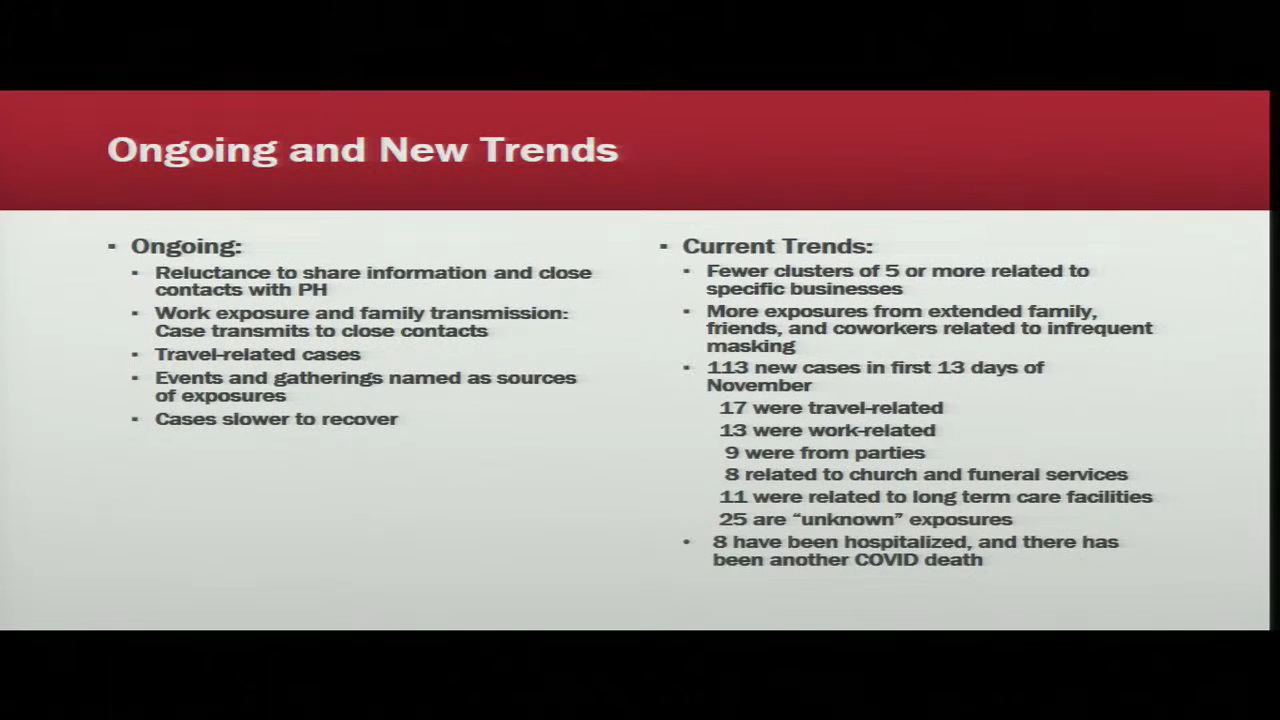 Ongoing and New Trends
▪ Ongoing:
▪ Reluctance to share information and close
contacts with PH
▪ Work exposure and family transmission:
Case transmits to close contacts
▪ Travel-related cases
▪ Events and gatherings named as sources
of exposures
▪ Cases slower to recover
▪ Current Trends:
▪ Fewer clusters of 5 or more related to
specific businesses
▪ More exposures from extended family,
friends, and coworkers related to infrequent
masking
▪ 113 new cases in first 13 days of
November
17 were travel-related
13 were work-related
9 were from parties
8 related to church and funeral services
11 were related to long term care facilities
25 are “unknown” exposures
• 8 have been hospitalized, and there has
been another COVID death